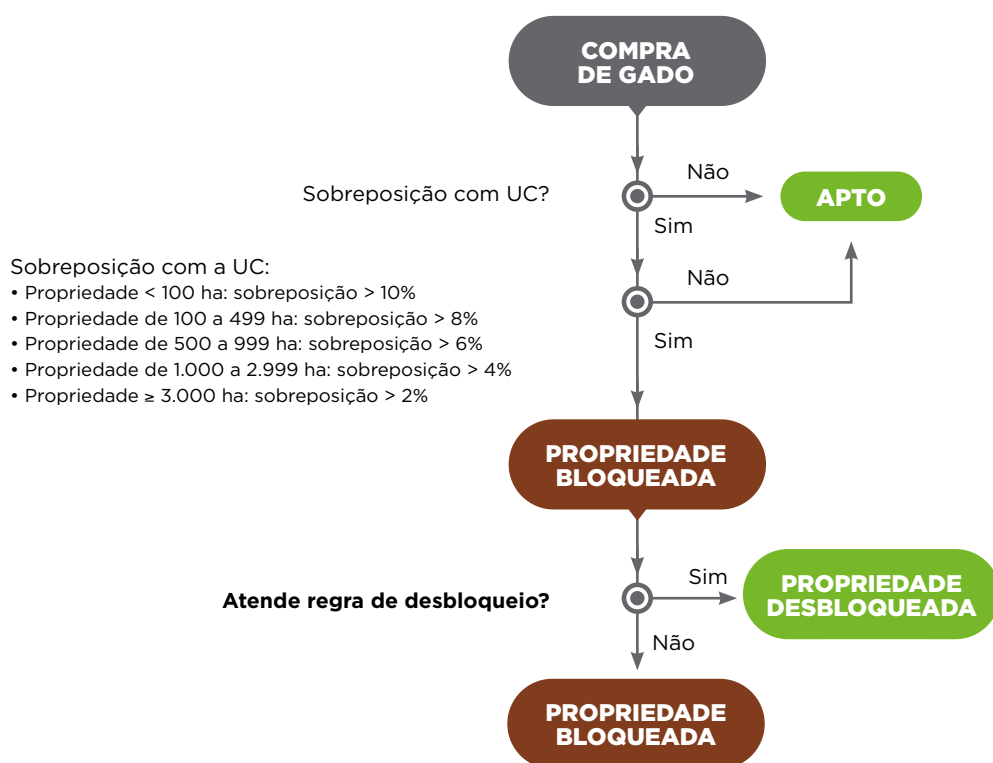 COMPRA
DE GADO
Sobreposição com UC?
Não
APTO
Sim
Sobreposição com a UC:
• Propriedade < 100 ha: sobreposição > 10%
• Propriedade de 100 a 499 ha: sobreposição > 8%
• Propriedade de 500 a 999 ha: sobreposição > 6%
• Propriedade de 1.000 a 2.999 ha: sobreposição > 4%
• Propriedade ≥ 3.000 ha: sobreposição > 2%
Não
Sim
PROPRIEDADE
BLOQUEADA
Atende regra de desbloqueio?
Sim
PROPRIEDADE
DESBLOQUEADA
Não
PROPRIEDADE
BLOQUEADA